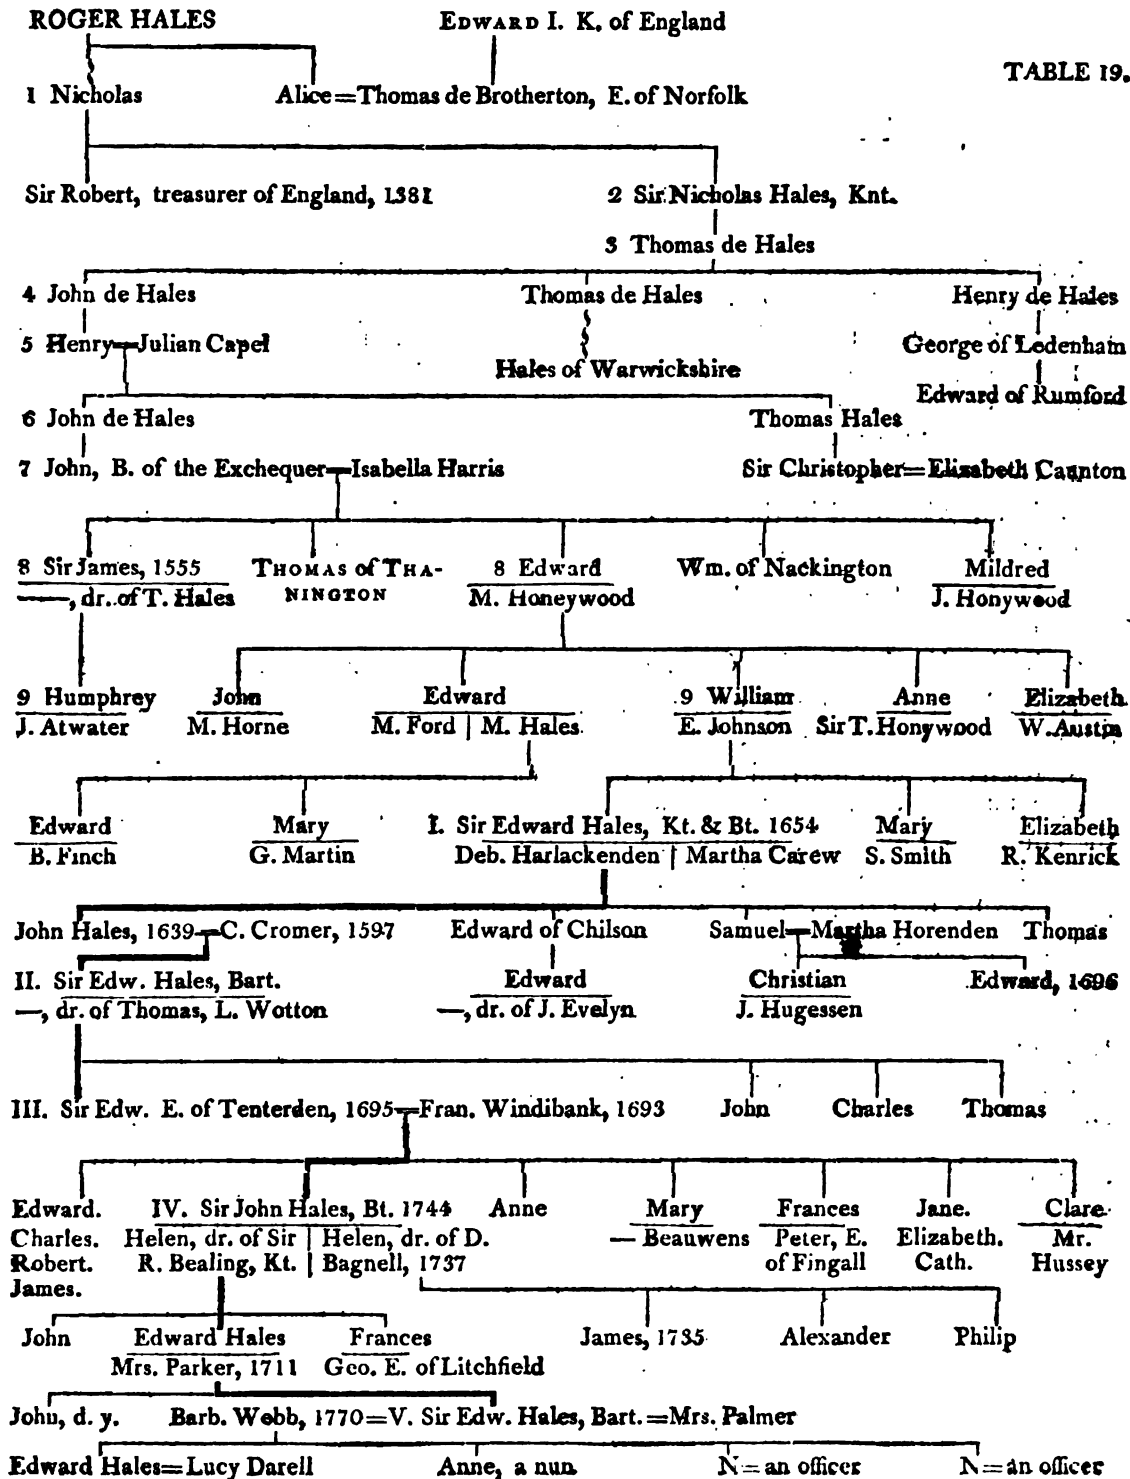 ROGER HALES EDWARD I. K. of England
TABLE 19.
1 Nicholas Alice=Thomas de Brotherton, E. of Norfolk
Sir Robert, treasurer of England, 1381 2 Sir Nicholas Hales, Knt.
3 Thomas de Hales
4 John de Hales Thomas de Hales Henry de Hales
5 Henry=Julian Capel George of Ledenham
Hales of Warwickshire
Edward of Rumford
6 John de Hales Thomas Hales
7 John, B. of the Exchequer=Isabella Harris Sir Christopher=Elisabeth Caunton
8 Sir James, 1555 THOMAS of THA- 8 Edward Wm. of Nackington Mildred
——, dr. of T. Hales NINGTON M. Honeywood J. Honywood
9 Humphrey John Edward 9 William Anne Elizabeth
J. Atwater M. Horne M. Ford | M. Hales E. Johnson Sir T. Honywood W. Austin
Edward Mary I. Sir Edward Hales, Kt. & Bt. 1654 Mary Elizabeth
B. Finch G. Martin Deb. Harlackenden | Martha Carew S. Smith R. Kenrick
John Hales, 1639=C. Cromer, 1597 Edward of Chilson Samuel=Martha Horenden Thomas
II. Sir Edw. Hales, Bart. Edward Christian Edward, 1696
—, dr. of Thomas, L. Wotton —, dr. of J. Evelyn J. Hugessen
III. Sir Edw. E. of Tenterden, 1695=Fran. Windibank, 1693 John Charles Thomas
Edward. IV. Sir John Hales, Bt. 1744 Anne Mary Frances Jane. Clare
Charles. Helen, dr. of Sir | Helen, dr. of D. — Beauwens Peter, E. Elizabeth. Mr.
Robert. R. Bealing, Kt. | Bagnell, 1737 of Fingall Cath. Hussey
James.
John Edward Hales Frances James, 1735 Alexander Philip
Mrs. Parker, 1711 Geo. E. of Litchfield
John, d. y. Barb. Webb, 1770=V. Sir Edw. Hales, Bart.=Mrs. Palmer
Edward Hales=Lucy Darell Anne, a nun N=an officer N=an officer